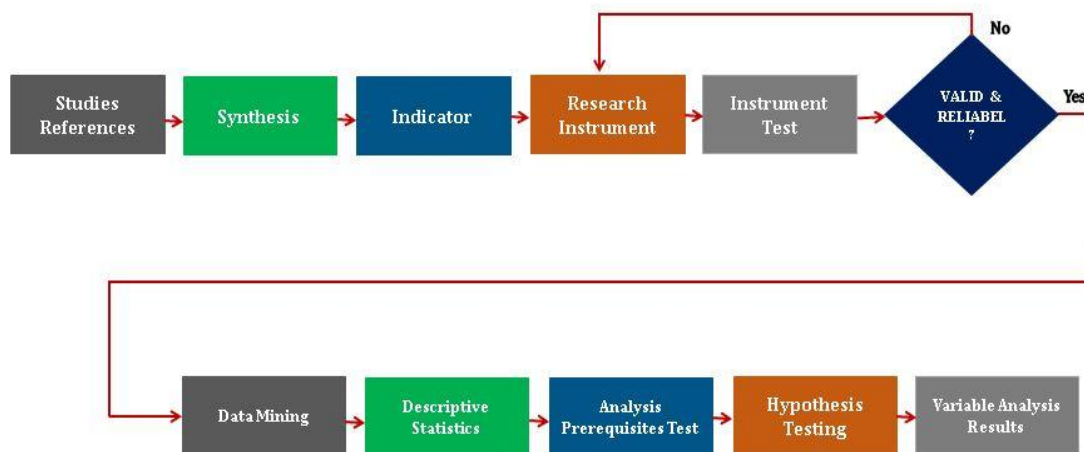 Studies
References
Synthesis
Indicator
Research
Instrument
Instrument
Test
VALID &
RELIABEL
?
No
Yes
Data Mining
Descriptive
Statistics
Analysis
Prerequisites Test
Hypothesis
Testing
Variable Analysis
Results